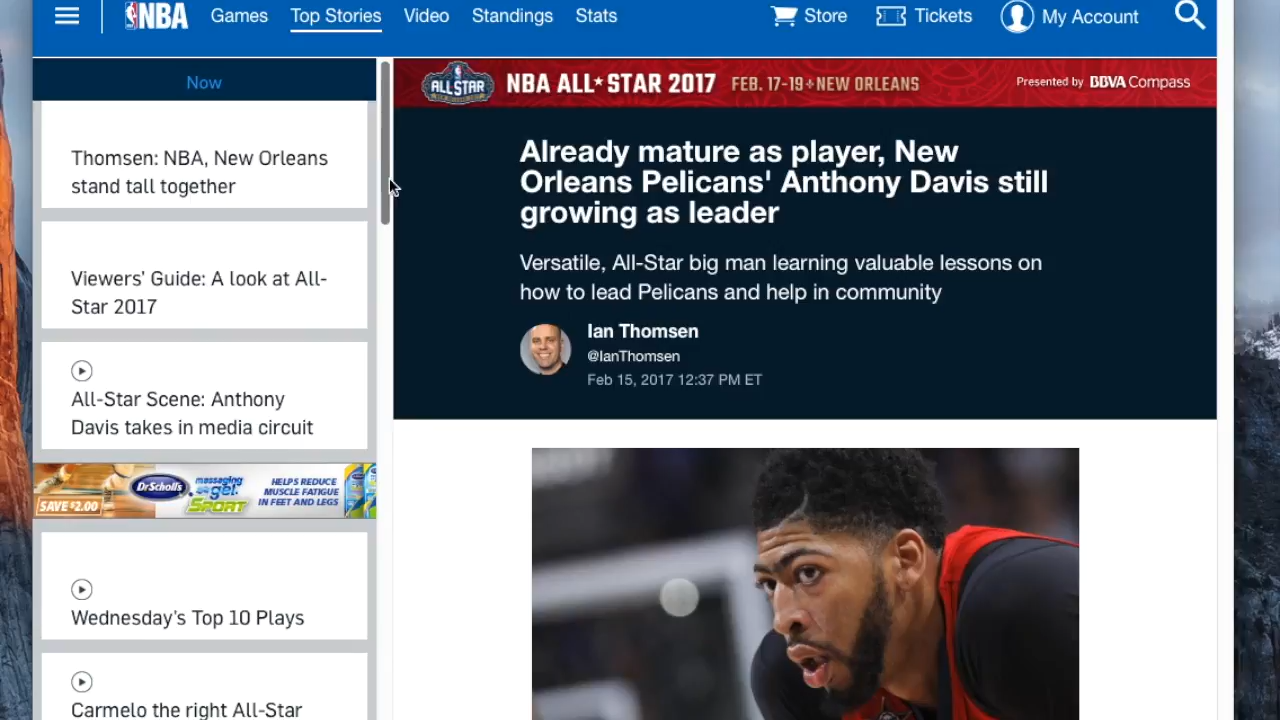 NBA Games Top Stories Video Standings Stats Store Tickets My Account
Now
Thomsen: NBA, New Orleans
stand tall together
Viewers' Guide: A look at All-
Star 2017
All-Star Scene: Anthony
Davis takes in media circuit
Dr Scholl's
massaging
gel
SPORT
HELPS REDUCE
MUSCLE FATIGUE
IN FEET AND LEGS
SAVE $2.00
Wednesday's Top 10 Plays
Carmelo the right All-Star
ALL STAR
NBA ALL★STAR 2017 FEB. 17-19 NEW ORLEANS
Presented by BBVA Compass
Already mature as player, New
Orleans Pelicans' Anthony Davis still
growing as leader
Versatile, All-Star big man learning valuable lessons on
how to lead Pelicans and help in community
Ian Thomsen
@IanThomsen
Feb 15, 2017 12:37 PM ET